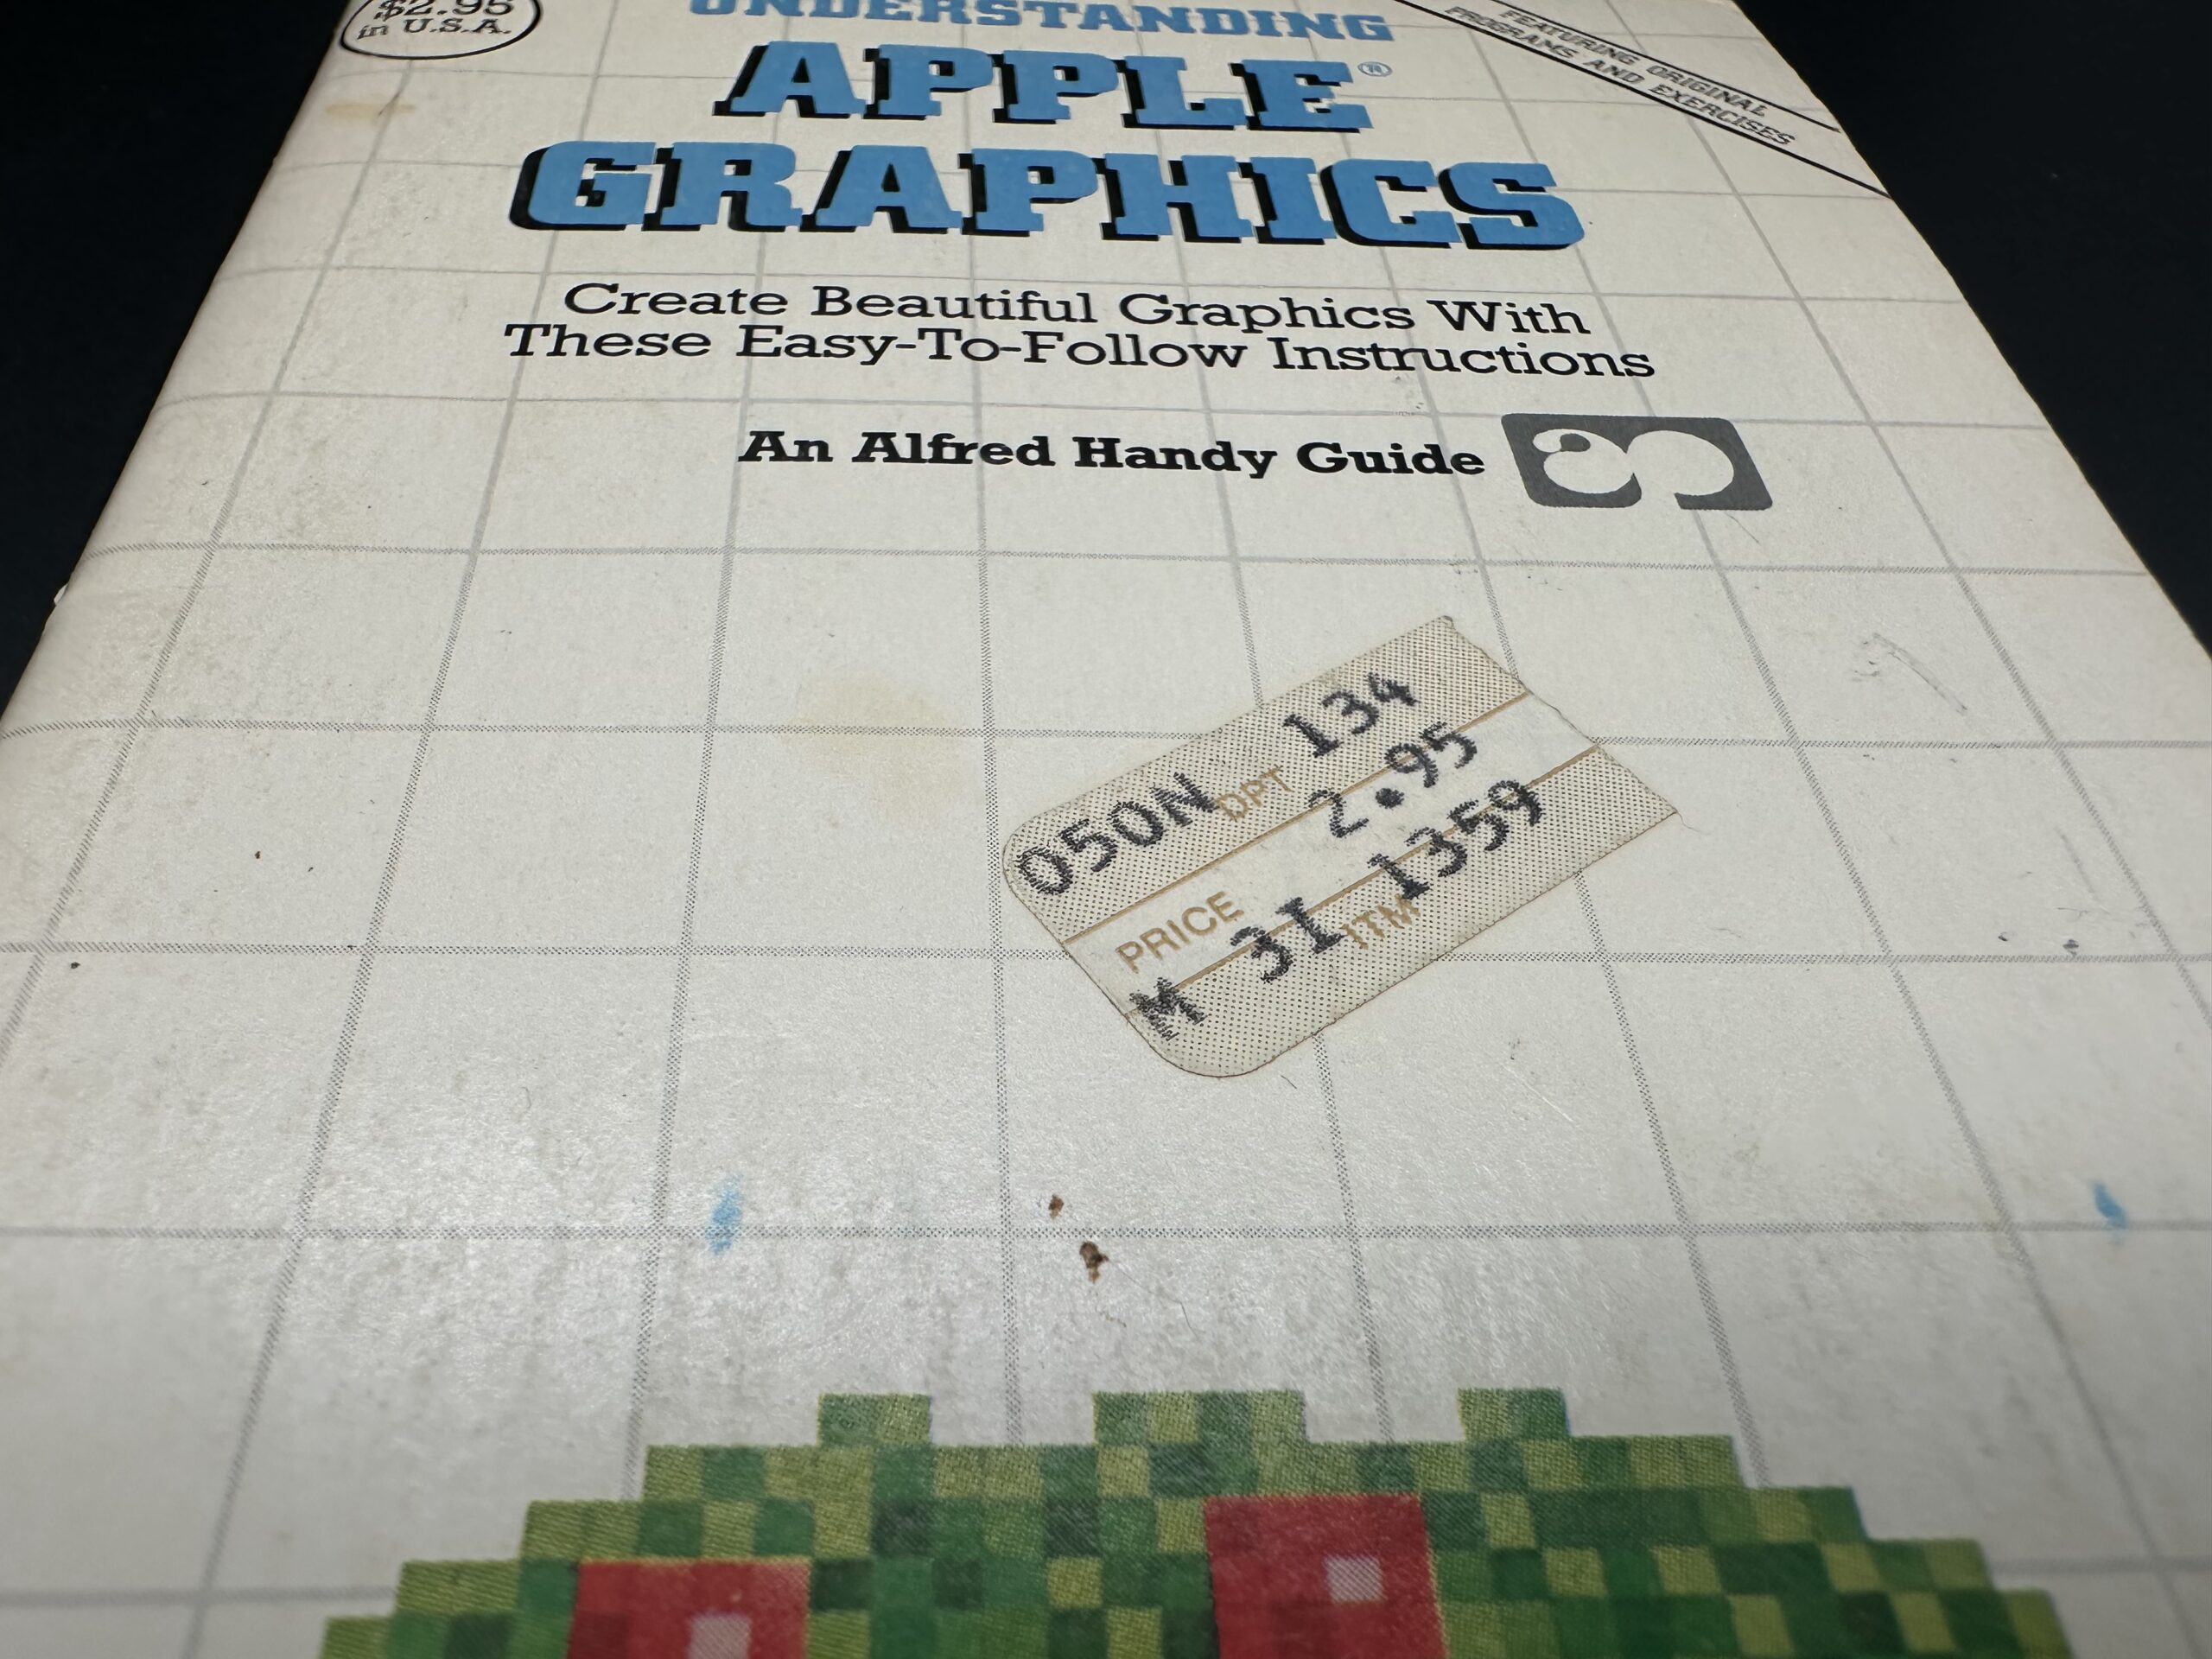 $2.95
in U.S.A.
UNDERSTANDING
APPLE®
GRAPHICS
FEATURING ORIGINAL
PROGRAMS AND
EXERCISES
Create Beautiful Graphics With
These Easy-To-Follow Instructions
An Alfred Handy Guide
050N DPT 134
PRICE 2.95
M 31 ITM 1359